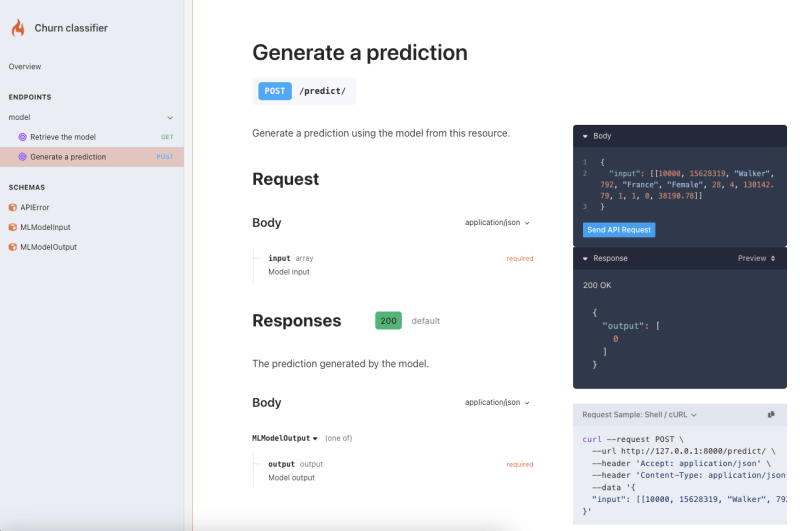 Churn classifier
Overview
ENDPOINTS
model
Retrieve the model GET
Generate a prediction POST
SCHEMAS
APIError
MLModelInput
MLModelOutput
Generate a prediction
POST /predict/
Generate a prediction using the model from this resource.
Request
Body application/json
input array required
Model input
Responses 200 default
The prediction generated by the model.
Body application/json
MLModelOutput (one of)
output output required
Model output
Body
1 {
2 "input": [[10000, 15628319, "Walker",
792, "France", "Female", 28, 4, 130142.
79, 1, 1, 0, 38190.78]]
3 }
Send API Request
Response Preview
200 OK
{
"output": [
0
]
}
Request Sample: Shell / cURL
curl --request POST \
--url http://127.0.0.1:8000/predict/ \
--header 'Accept: application/json' \
--header 'Content-Type: application/json
--data '{
"input": [[10000, 15628319, "Walker", 79
}'